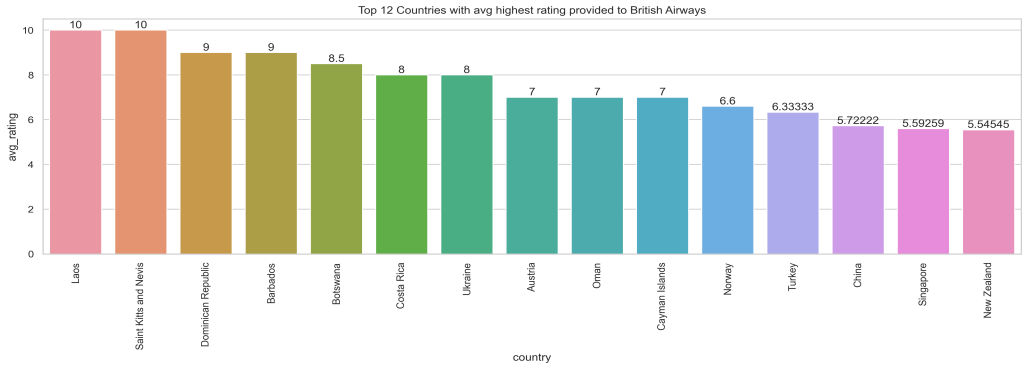 Top 12 Countries with avg highest rating provided to British Airways
avg_rating
10
8
6
4
2
0
10
10
9
9
8.5
8
8
7
7
7
6.6
6.33333
5.72222
5.59259
5.54545
Laos
Saint Kitts and Nevis
Dominican Republic
Barbados
Botswana
Costa Rica
Ukraine
Austria
Oman
Cayman Islands
Norway
Turkey
China
Singapore
New Zealand
country